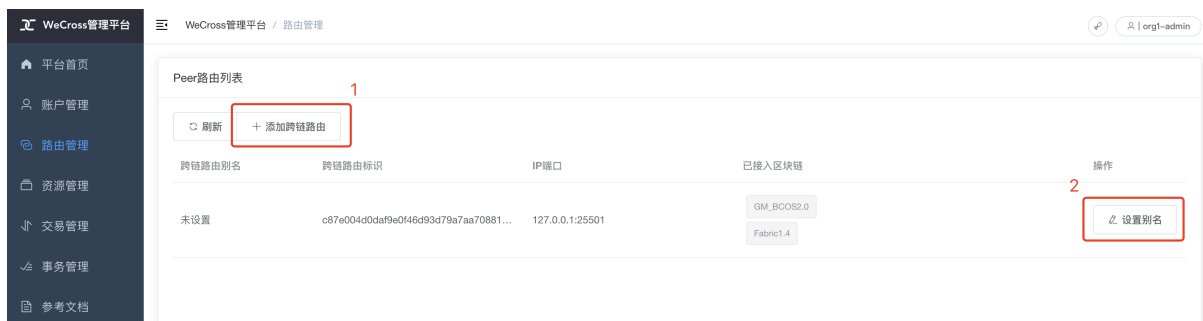 WeCross管理平台
WeCross管理平台 / 路由管理
org1-admin
平台首页
账户管理
路由管理
资源管理
交易管理
事务管理
参考文档
Peer路由列表
1
刷新
+ 添加跨链路由
跨链路由别名 跨链路由标识 IP端口 已接入区块链 操作
2
未设置 c87e004d0daf9e0f46d93d79a7aa70881... 127.0.0.1:25501 GM_BCOS2.0 设置别名
Fabric1.4